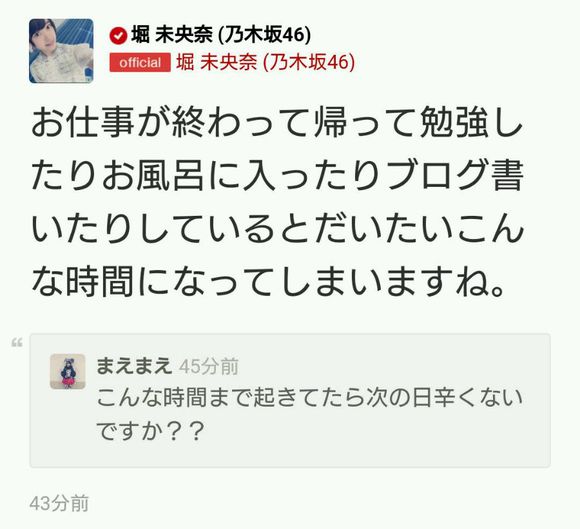 堀 未央奈 (乃木坂46)
official 堀 未央奈 (乃木坂46)
お仕事が終わって帰って勉強し
たりお風呂に入ったりブログ書
いたりしているとだいたいこん
な時間になってしまいますね。
“
まえまえ 45分前
こんな時間まで起きてたら次の日辛くない
ですか？？
43分前